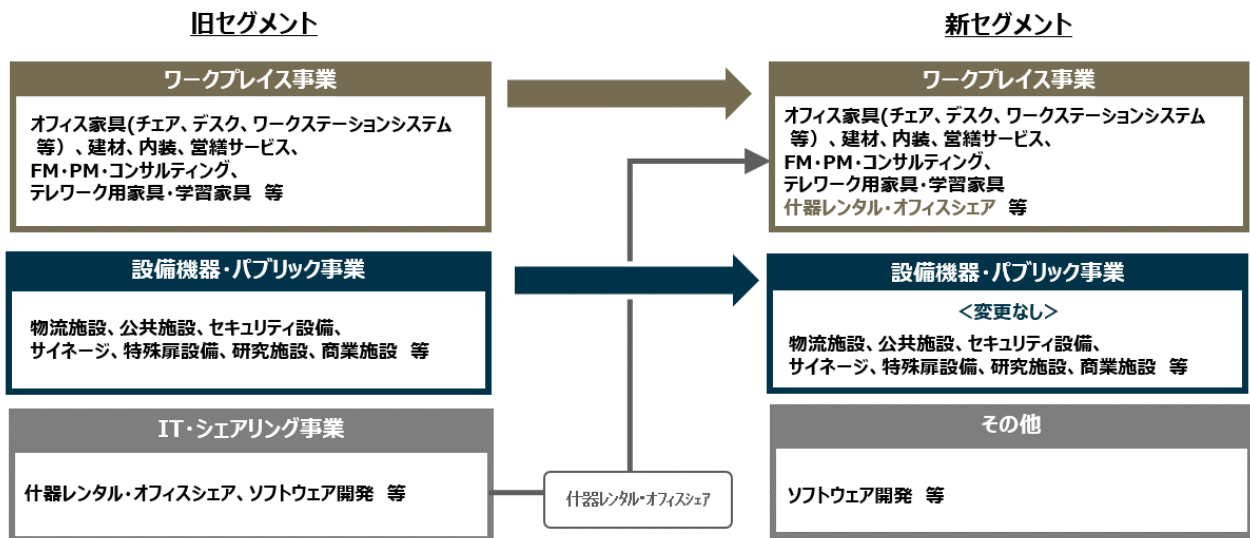 旧セグメント
新セグメント
ワークプレイス事業
オフィス家具(チェア、デスク、ワークステーションシステム
等）、建材、内装、営繕サービス、
FM・PM・コンサルティング、
テレワーク用家具・学習家具 等
ワークプレイス事業
オフィス家具(チェア、デスク、ワークステーションシステム
等）、建材、内装、営繕サービス、
FM・PM・コンサルティング、
テレワーク用家具・学習家具
什器レンタル・オフィスシェア 等
設備機器・パブリック事業
物流施設、公共施設、セキュリティ設備、
サイネージ、特殊扉設備、研究施設、商業施設 等
設備機器・パブリック事業
＜変更なし＞
物流施設、公共施設、セキュリティ設備、
サイネージ、特殊扉設備、研究施設、商業施設 等
IT・シェアリング事業
什器レンタル・オフィスシェア、ソフトウェア開発 等
什器レンタル・オフィスシェア
その他
ソフトウェア開発 等